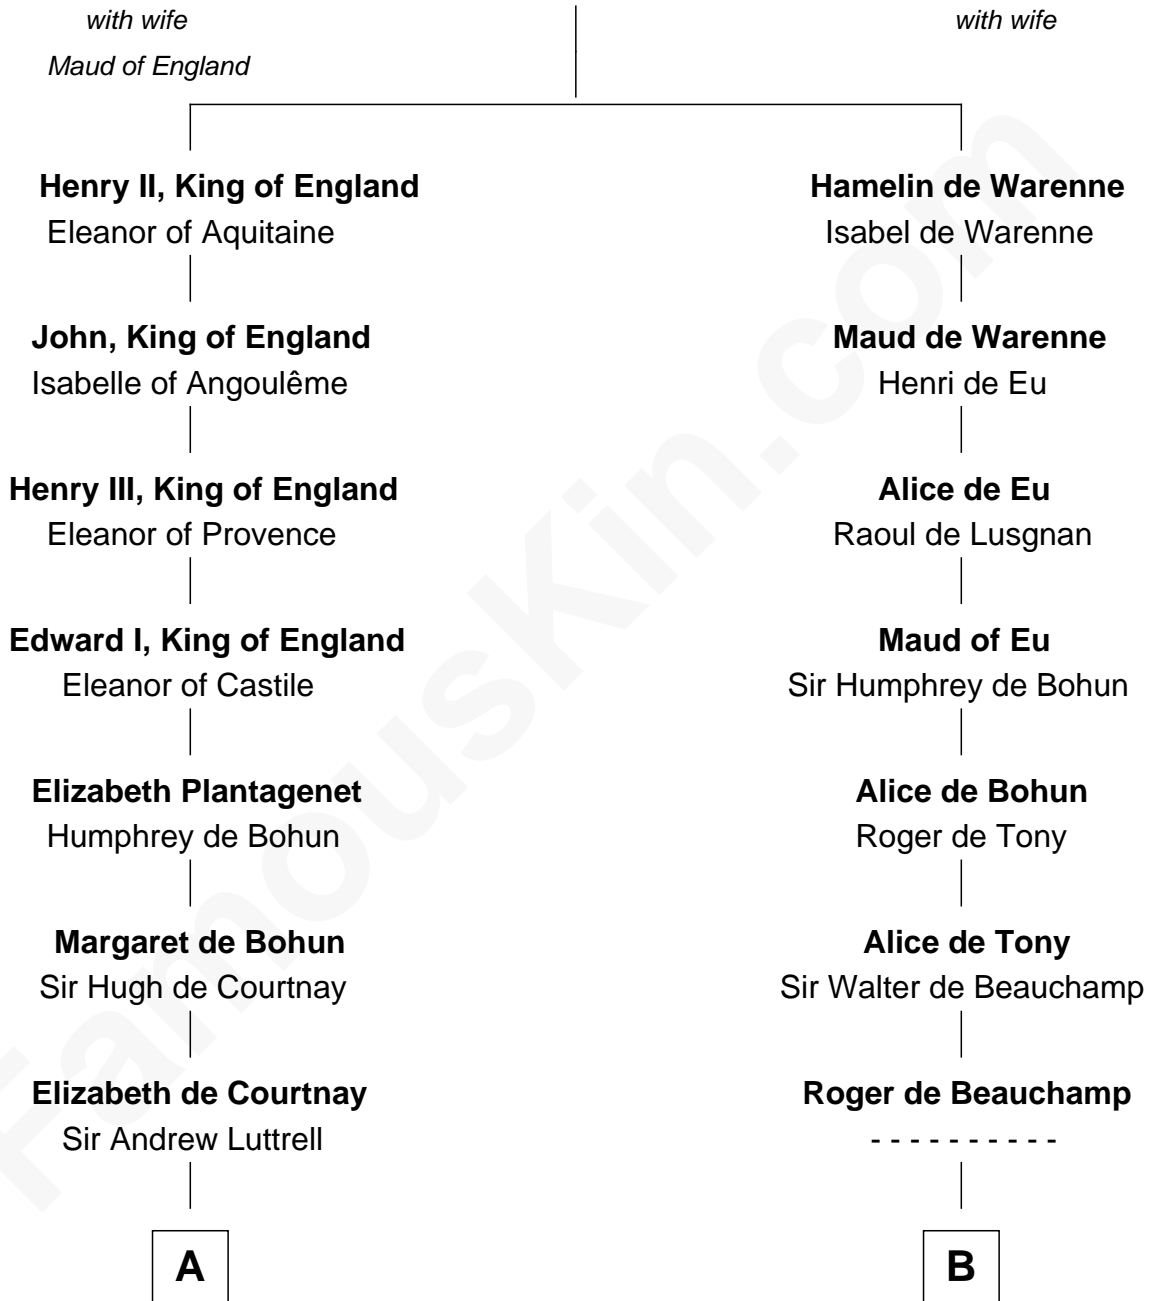 with wife
Maud of England
with wife
Henry II, King of England
Eleanor of Aquitaine
John, King of England
Isabelle of Angoulême
Henry III, King of England
Eleanor of Provence
Edward I, King of England
Eleanor of Castile
Elizabeth Plantagenet
Humphrey de Bohun
Margaret de Bohun
Sir Hugh de Courtnay
Elizabeth de Courtnay
Sir Andrew Luttrell
A
Hamelin de Warenne
Isabel de Warenne
Maud de Warenne
Henri de Eu
Alice de Eu
Raoul de Lusgnan
Maud of Eu
Sir Humphrey de Bohun
Alice de Bohun
Roger de Tony
Alice de Tony
Sir Walter de Beauchamp
Roger de Beauchamp
- - - - - - - - - -
B
FamousKin.com